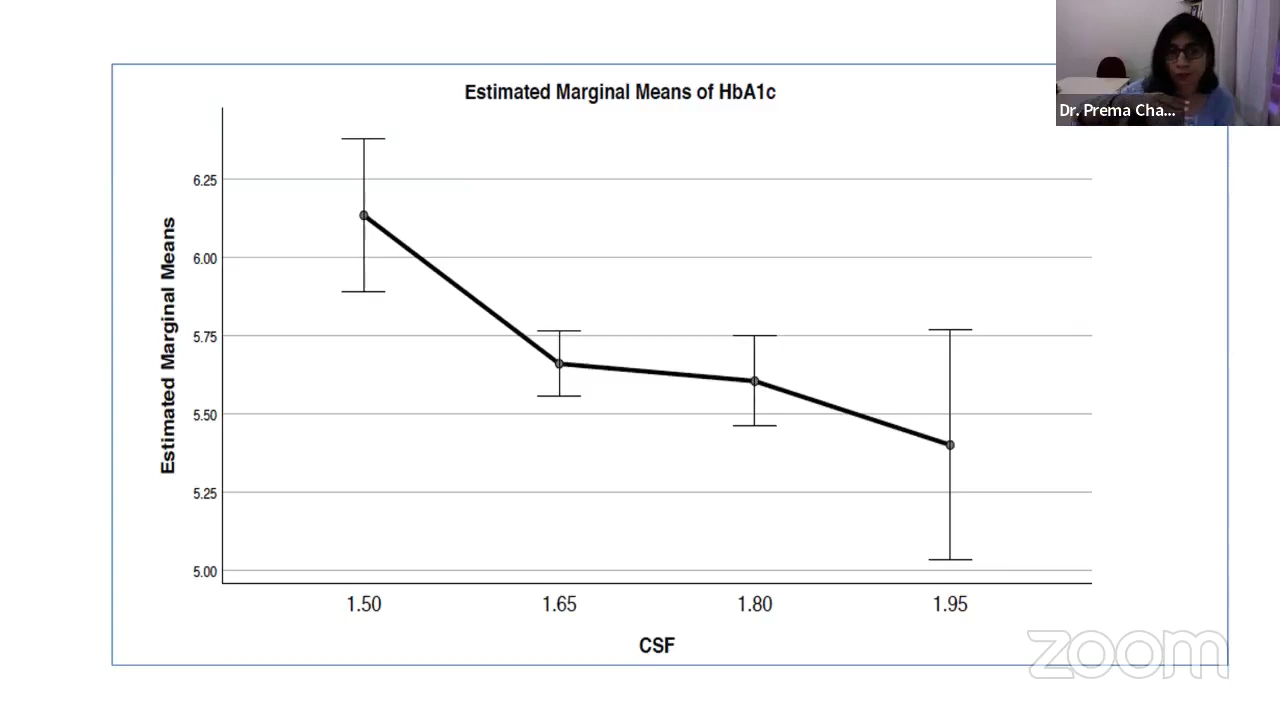 Estimated Marginal Means of HbA1c
Dr. Prema Cha...
Estimated Marginal Means
6.25
6.00
5.75
5.50
5.25
5.00
1.50 1.65 1.80 1.95
CSF
zoom